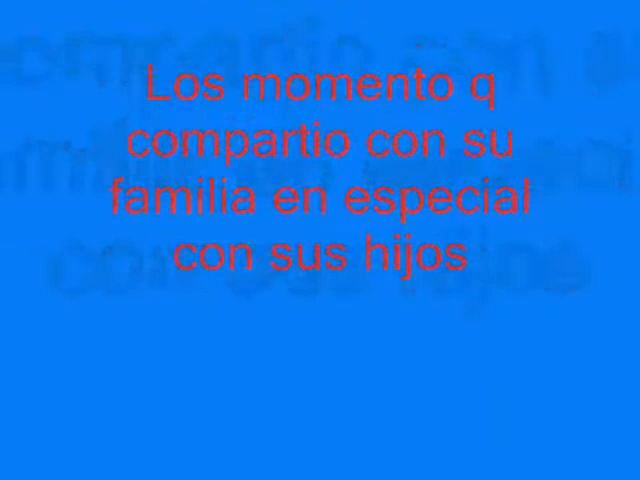 Los momento q
compartio con su
familia en especial
con sus hijos